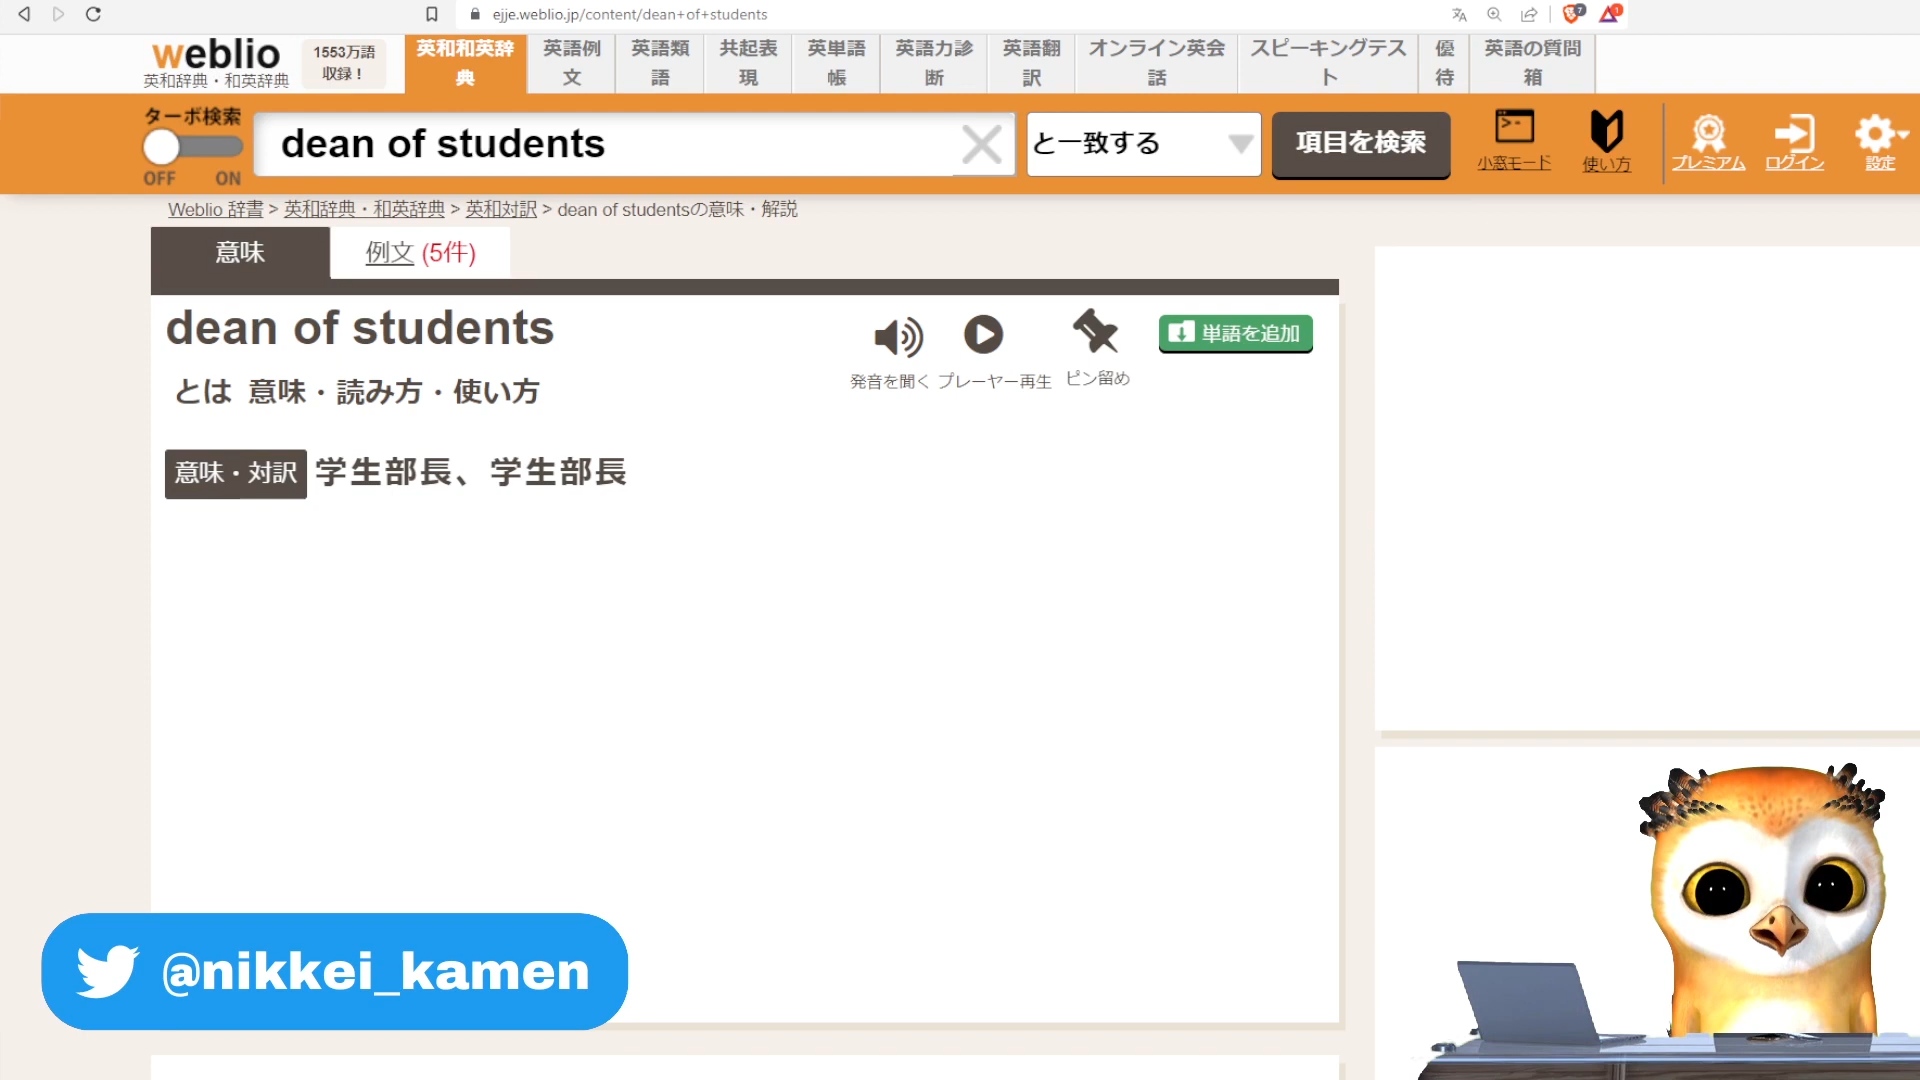 ejje.weblio.jp/content/dean+of+students
7
1
weblio
英和辞典・和英辞典
1553万語
収録！
英和和英辞
典
英語例
文
英語類
語
共起表
現
英単語
帳
英語力診
断
英語翻
訳
オンライン英会
話
スピーキングテス
ト
優
待
英語の質問
箱
ターボ検索
OFF ON
dean of students
と一致する
項目を検索
小窓モード
使い方
プレミアム
ログイン
設定
Weblio 辞書 > 英和辞典・和英辞典 > 英和対訳 > dean of studentsの意味・解説
意味
例文 (5件)
dean of students
発音を聞く
プレーヤー再生
ピン留め
単語を追加
とは 意味・読み方・使い方
意味・対訳 学生部長、学生部長
@nikkei_kamen